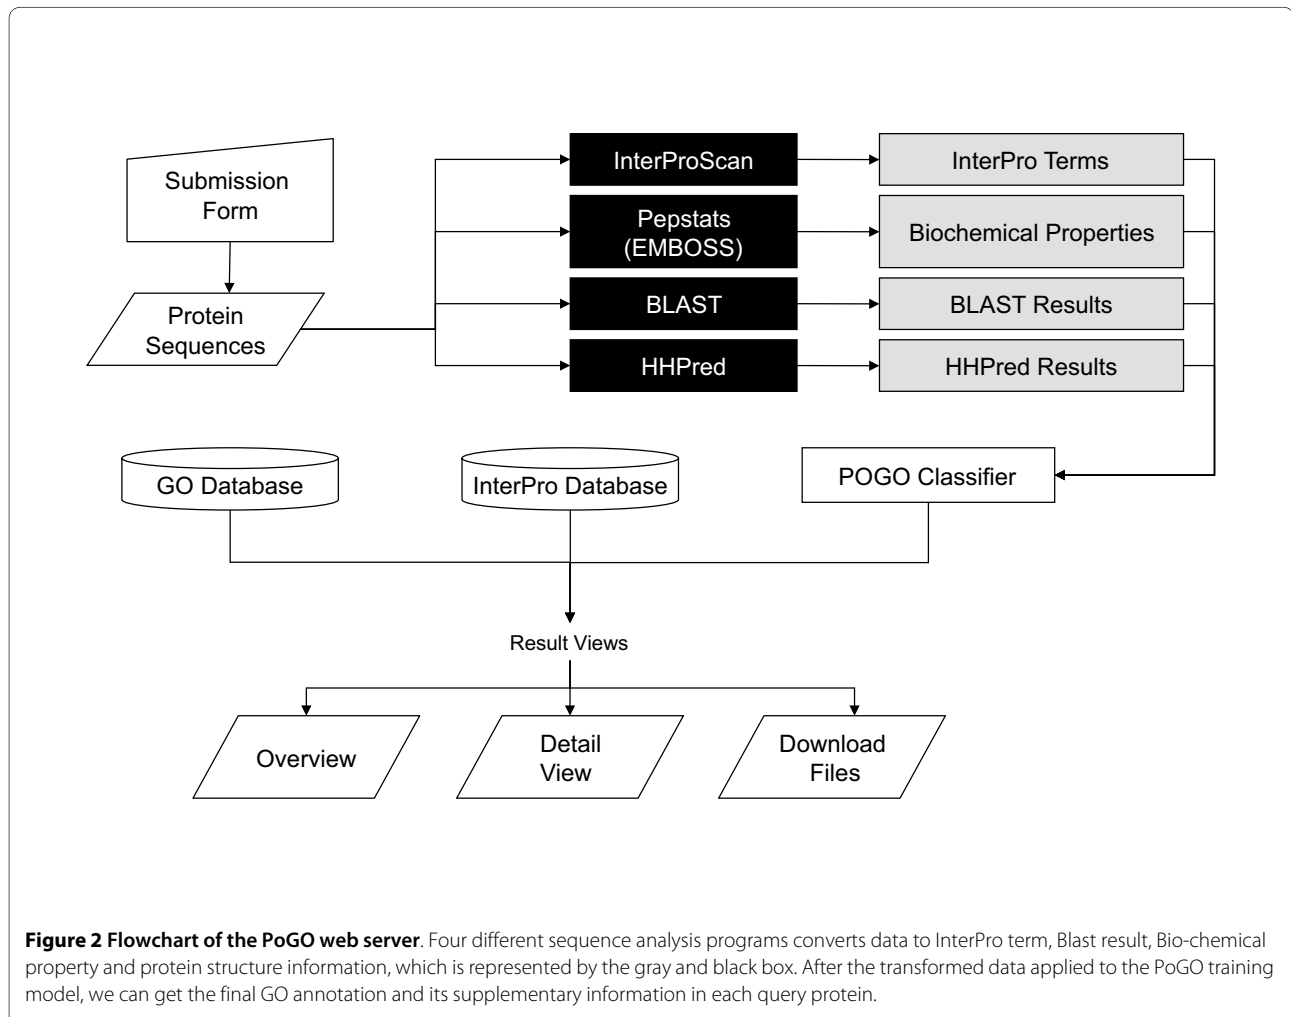 Submission
Form
Protein
Sequences
InterProScan
InterPro Terms
Pepstats
(EMBOSS)
Biochemical Properties
BLAST
BLAST Results
HHPred
HHPred Results
GO Database
InterPro Database
POGO Classifier
Result Views
Overview
Detail
View
Download
Files
Figure 2 Flowchart of the PoGO web server. Four different sequence analysis programs converts data to InterPro term, Blast result, Bio-chemical
property and protein structure information, which is represented by the gray and black box. After the transformed data applied to the PoGO training
model, we can get the final GO annotation and its supplementary information in each query protein.